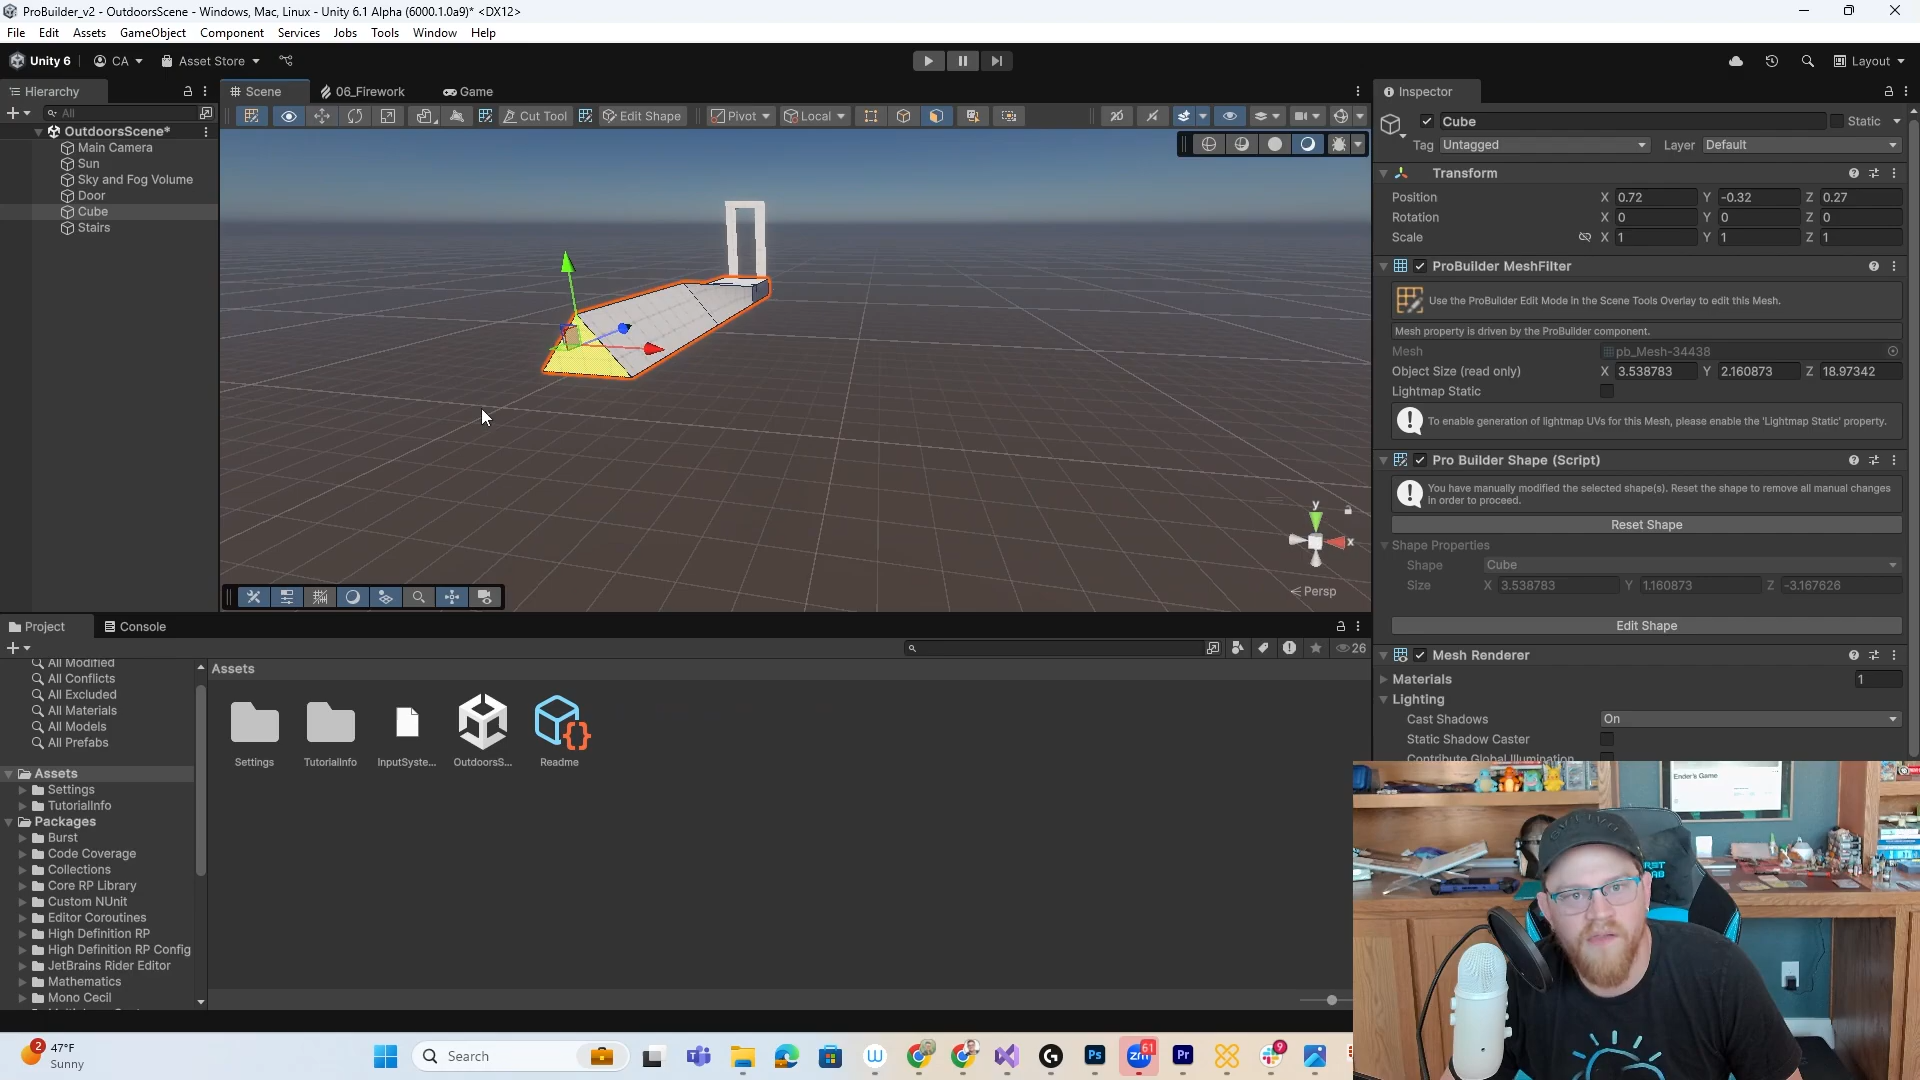 ProBuilder_v2 - OutdoorsScene - Windows, Mac, Linux - Unity 6.1 Alpha (6000.1.0a9)* <DX12>
File Edit Assets GameObject Component Services Jobs Tools Window Help
Unity 6 CA Asset Store Layout
Hierarchy
All
OutdoorsScene*
Main Camera
Sun
Sky and Fog Volume
Door
Cube
Stairs
Scene 06_Firework Game
Cut Tool Edit Shape Pivot Local 2D
y
x
Persp
Inspector
Cube Static
Tag Untagged Layer Default
Transform
Position X 0.72 Y -0.32 Z 0.27
Rotation X 0 Y 0 Z 0
Scale X 1 Y 1 Z 1
ProBuilder MeshFilter
Use the ProBuilder Edit Mode in the Scene Tools Overlay to edit this Mesh.
Mesh property is driven by the ProBuilder component.
Mesh pb_Mesh-34438
Object Size (read only) X 3.538783 Y 2.160873 Z 18.97342
Lightmap Static
To enable generation of lightmap UVs for this Mesh, please enable the 'Lightmap Static' property.
Pro Builder Shape (Script)
You have manually modified the selected shape(s). Reset the shape to remove all manual changes
in order to proceed.
Reset Shape
Shape Properties
Shape Cube
Size X 3.538783 Y 1.160873 Z -3.167626
Edit Shape
Mesh Renderer
Materials 1
Lighting
Cast Shadows On
Static Shadow Caster
Contribute Global Illumination
Project Console
26
All Modified
All Conflicts
All Excluded
All Materials
All Models
All Prefabs
Assets
Settings
TutorialInfo
Packages
Burst
Code Coverage
Collections
Core RP Library
Custom NUnit
Editor Coroutines
High Definition RP
High Definition RP Config
JetBrains Rider Editor
Mathematics
Mono Cecil
Assets
Settings TutorialInfo InputSyste... OutdoorsS... Readme
Ender's Game
2
47°F
Sunny
Search
Ps
zm
61
Pr
9